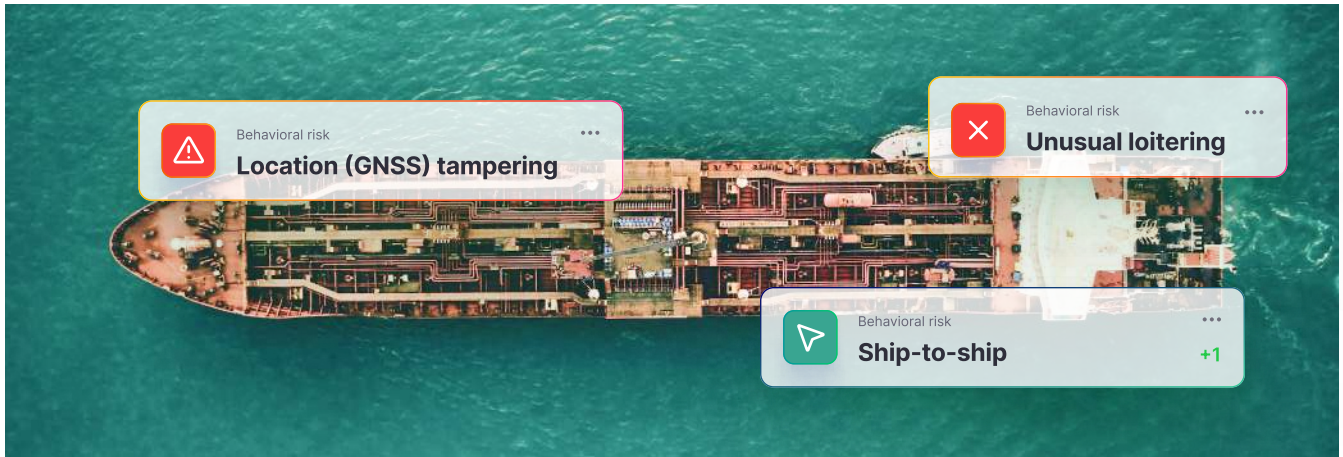 Behavioral risk
Location (GNSS) tampering
Behavioral risk
Unusual loitering
Behavioral risk
Ship-to-ship
+1